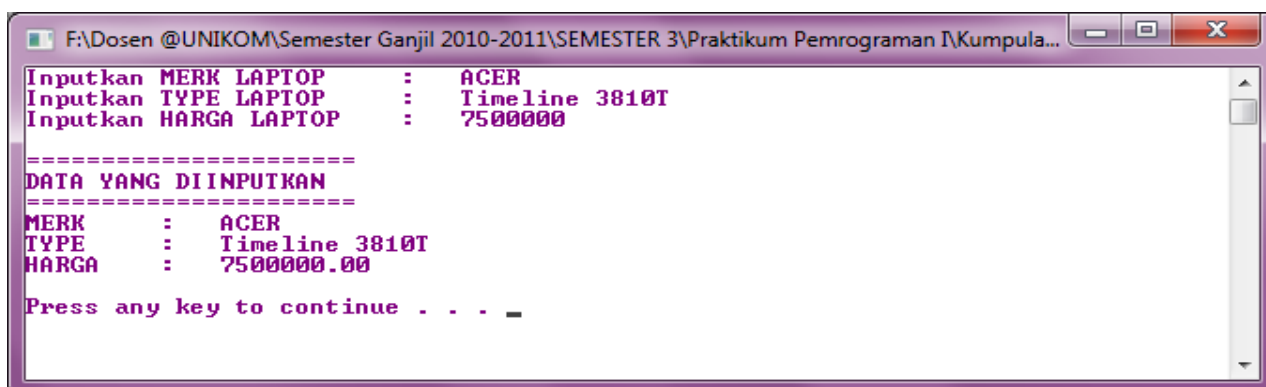 F:\Dosen @UNIKOM\Semester Ganjil 2010-2011\SEMESTER 3\Praktikum Pemrograman I\Kumpula...
Inputkan MERK LAPTOP : ACER
Inputkan TYPE LAPTOP : Timeline 3810T
Inputkan HARGA LAPTOP : 7500000
======================
DATA YANG DIINPUTKAN
======================
MERK : ACER
TYPE : Timeline 3810T
HARGA : 7500000.00
Press any key to continue . . . _